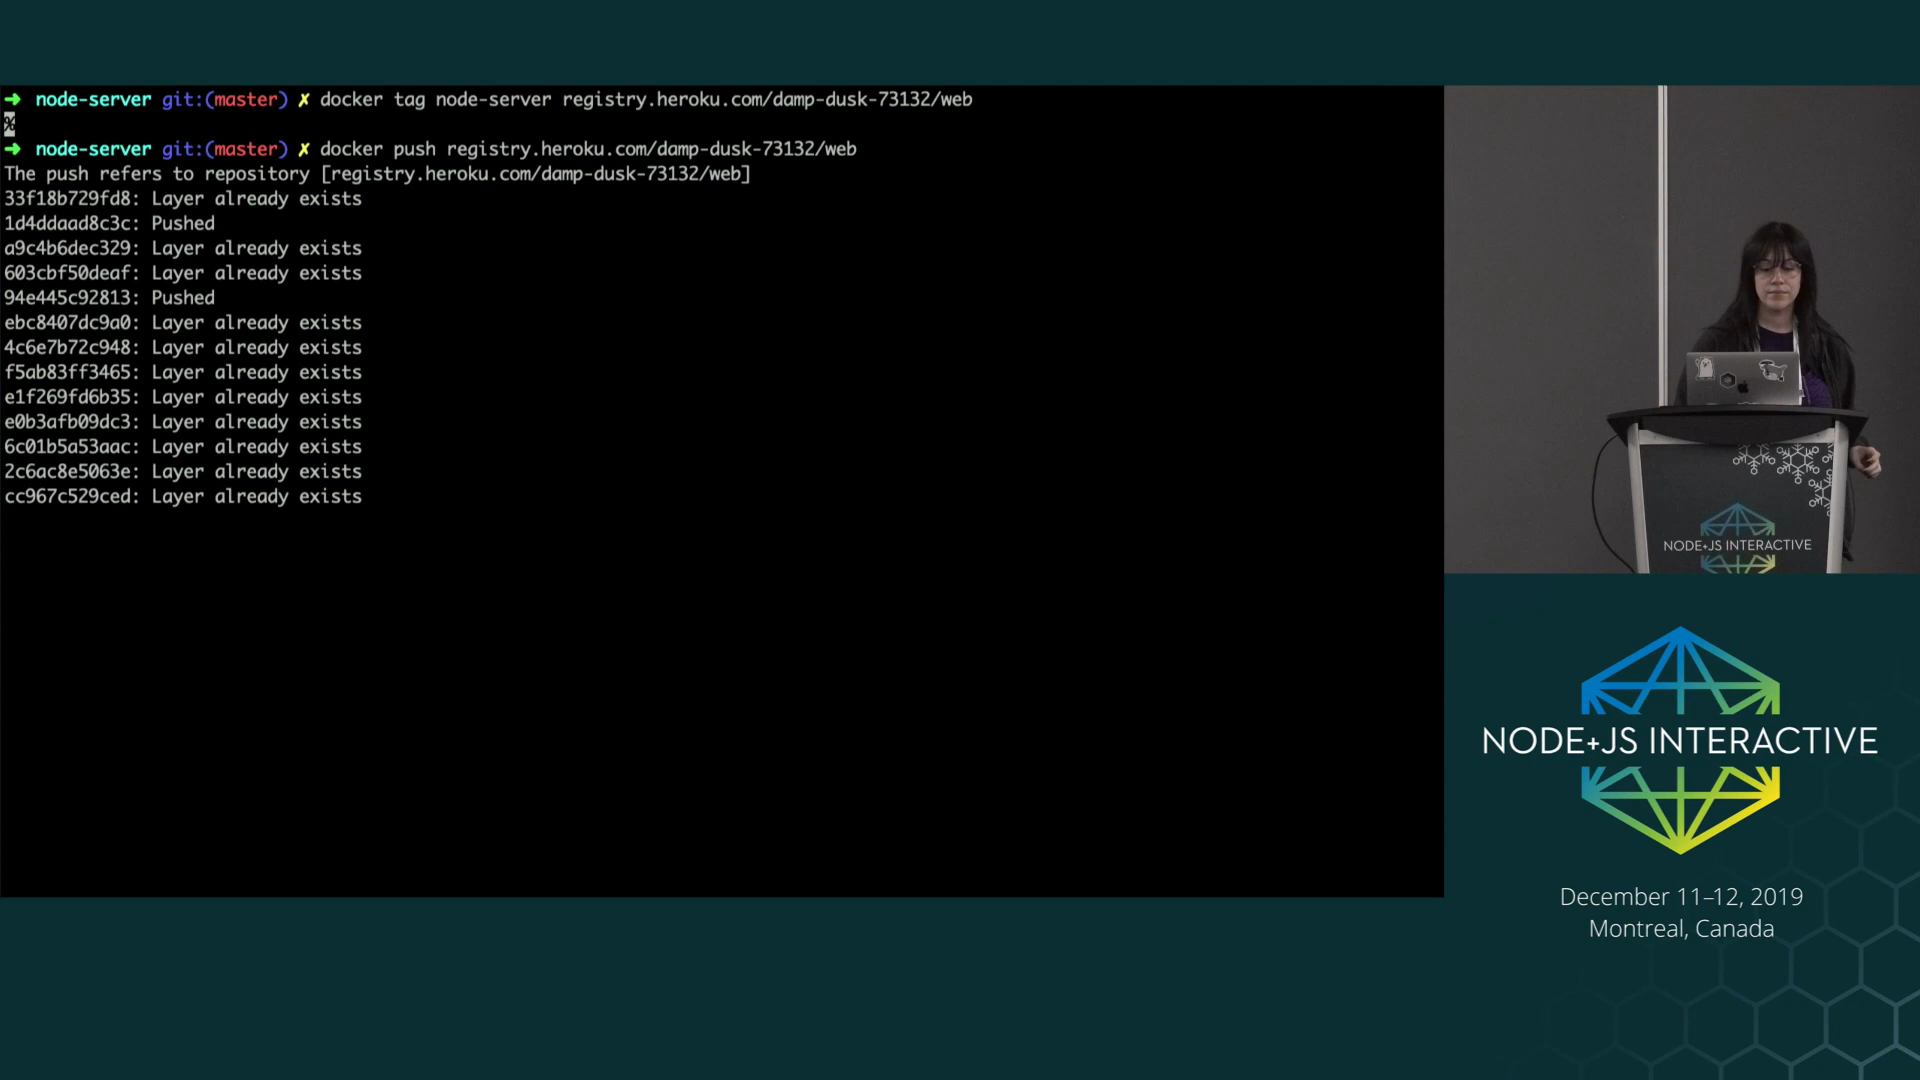 ➜ node-server git:(master) ✗ docker tag node-server registry.heroku.com/damp-dusk-73132/web
%
➜ node-server git:(master) ✗ docker push registry.heroku.com/damp-dusk-73132/web
The push refers to repository [registry.heroku.com/damp-dusk-73132/web]
33f18b729fd8: Layer already exists
1d4ddaad8c3c: Pushed
a9c4b6dec329: Layer already exists
603cbf50deaf: Layer already exists
94e445c92813: Pushed
ebc8407dc9a0: Layer already exists
4c6e7b72c948: Layer already exists
f5ab83ff3465: Layer already exists
e1f269fd6b35: Layer already exists
e0b3afb09dc3: Layer already exists
6c01b5a53aac: Layer already exists
2c6ac8e5063e: Layer already exists
cc967c529ced: Layer already exists
NODE+JS INTERACTIVE
NODE+JS INTERACTIVE
December 11–12, 2019
Montreal, Canada